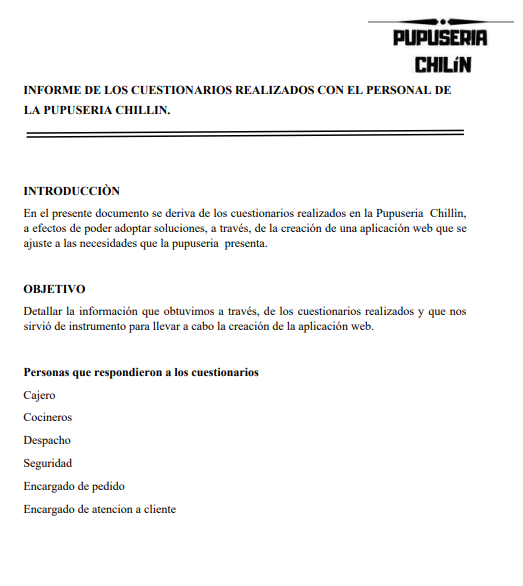 PUPUSERIA
CHILíN
INFORME DE LOS CUESTIONARIOS REALIZADOS CON EL PERSONAL DE
LA PUPUSERIA CHILLIN.
INTRODUCCIÒN
En el presente documento se deriva de los cuestionarios realizados en la Pupuseria Chillìn,
a efectos de poder adoptar soluciones, a través, de la creación de una aplicación web que se
ajuste a las necesidades que la pupuseria presenta.
OBJETIVO
Detallar la información que obtuvimos a través, de los cuestionarios realizados y que nos
sirvió de instrumento para llevar a cabo la creación de la aplicación web.
Personas que respondieron a los cuestionarios
Cajero
Cocineros
Despacho
Seguridad
Encargado de pedido
Encargado de atencion a cliente